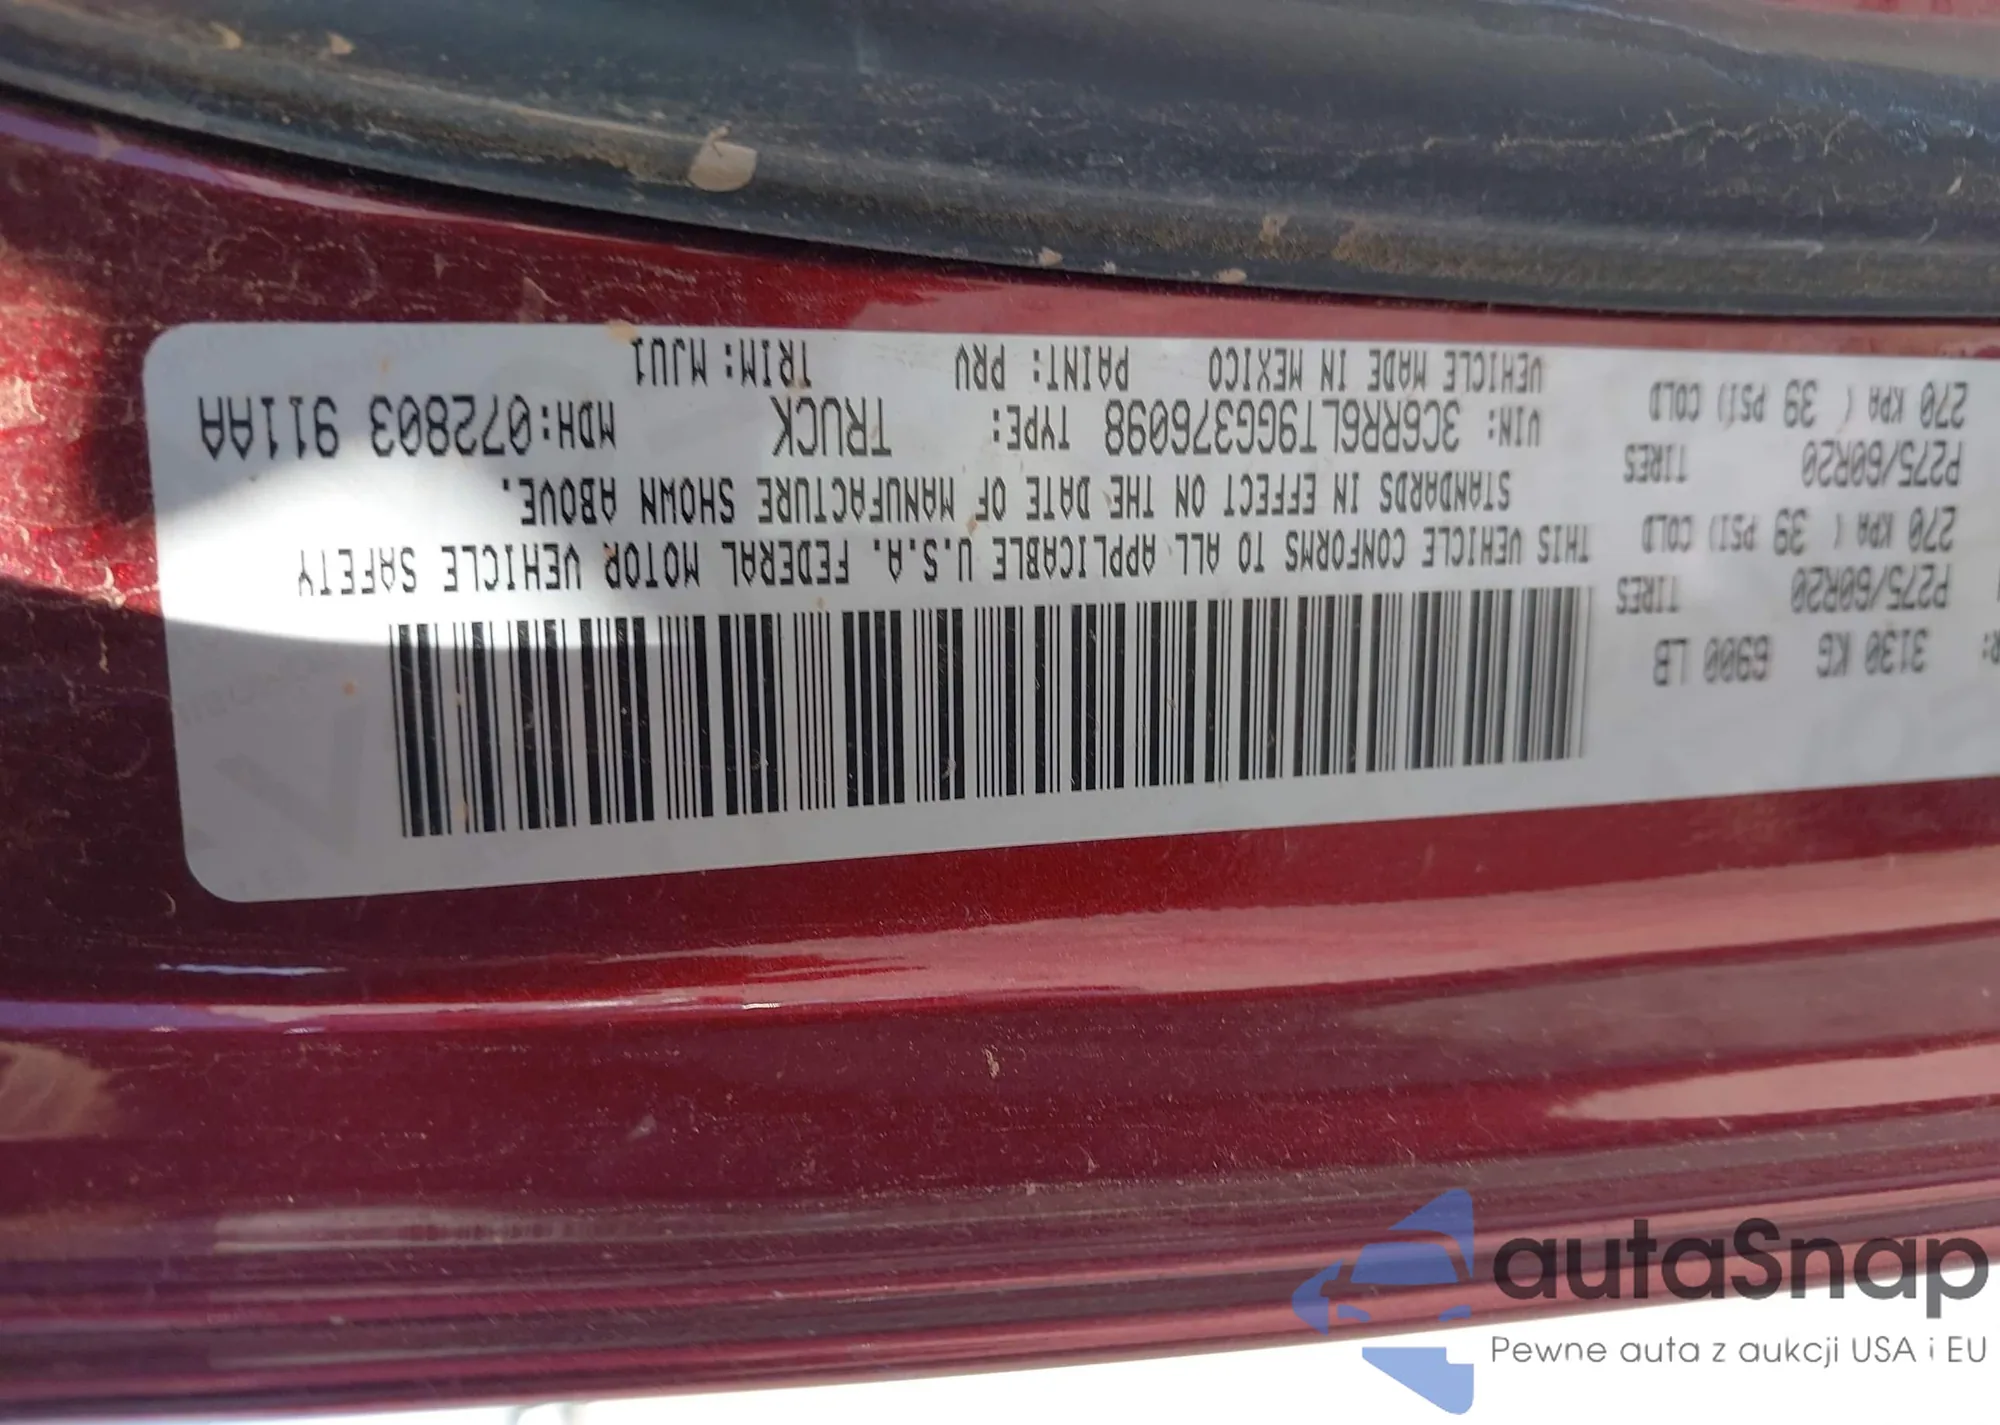 3130 KG 6900 LB
P275/60R20 TIRES
270 KPA ( 39 PSI) COLD
P275/60R20 TIRES
270 KPA ( 39 PSI) COLD
THIS VEHICLE CONFORMS TO ALL APPLICABLE U.S.A. FEDERAL MOTOR VEHICLE SAFETY
STANDARDS IN EFFECT ON THE DATE OF MANUFACTURE SHOWN ABOVE.
VIN: 3C6RR6LT9GG376098 TYPE: TRUCK MDH:072803 911AA
VEHICLE MADE IN MEXICO PAINT: PRV TRIM: MJU1
autaSnap
Pewne auta z aukcji USA i EU